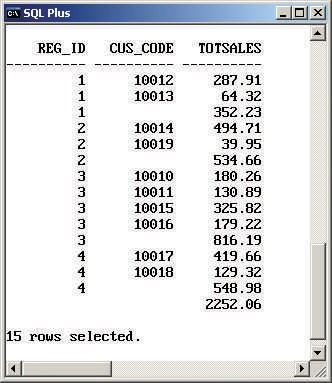 SQL Plus
REG_ID CUS_CODE TOTSALES
---------- ---------- ----------
1 10012 287.91
1 10013 64.32
1 352.23
2 10014 494.71
2 10019 39.95
2 534.66
3 10010 180.26
3 10011 130.89
3 10015 325.82
3 10016 179.22
3 816.19
4 10017 419.66
4 10018 129.32
4 548.98
2252.06
15 rows selected.